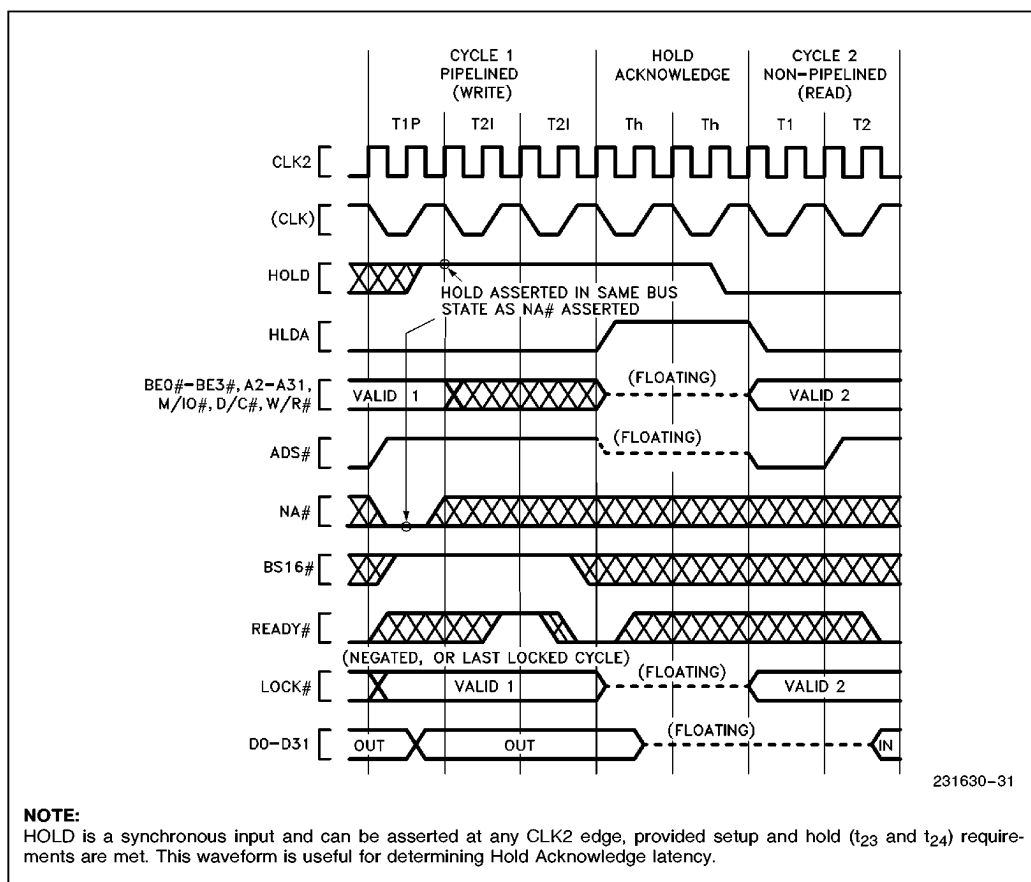 CYCLE 1
PIPELINED
(WRITE)
HOLD
ACKNOWLEDGE
CYCLE 2
NON-PIPELINED
(READ)
T1P T2I T2I Th Th T1 T2
CLK2
(CLK)
HOLD
HOLD ASSERTED IN SAME BUS
STATE AS NA# ASSERTED
HLDA
BE0#-BE3#, A2-A31,
M/IO#, D/C#, W/R#
VALID 1 (FLOATING) VALID 2
ADS# (FLOATING)
NA#
BS16#
READY#
(NEGATED, OR LAST LOCKED CYCLE)
LOCK# VALID 1 (FLOATING) VALID 2
D0-D31 OUT OUT (FLOATING) IN
231630-31
NOTE:
HOLD is a synchronous input and can be asserted at any CLK2 edge, provided setup and hold (t23 and t24) require-
ments are met. This waveform is useful for determining Hold Acknowledge latency.